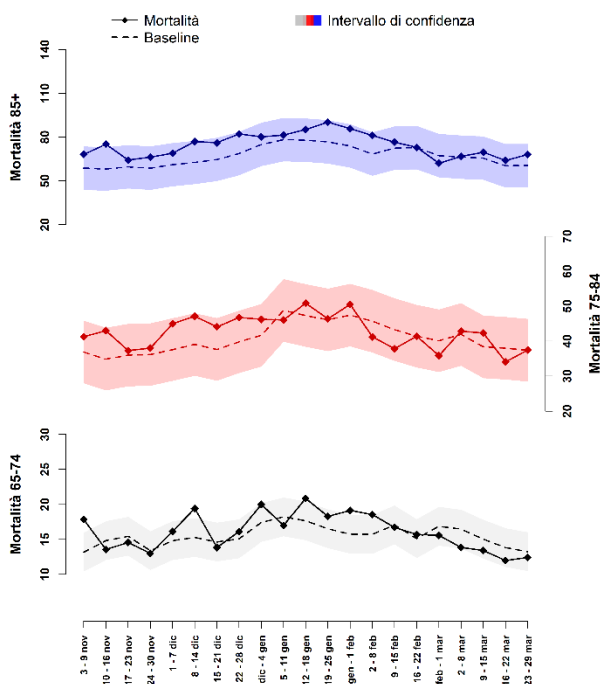 Mortalità
Baseline
Intervallo di confidenza
Mortalità 85+
140
110
80
50
20
Mortalità 75-84
70
60
50
40
30
20
Mortalità 65-74
30
25
20
15
10
3 - 9 nov
10 - 16 nov
17 - 23 nov
24 - 30 nov
1 - 7 dic
8 - 14 dic
15 - 21 dic
22 - 28 dic
dic - 4 gen
5 - 11 gen
12 - 18 gen
19 - 25 gen
gen - 1 feb
2 - 8 feb
9 - 15 feb
16 - 22 feb
feb - 1 mar
2 - 8 mar
9 - 15 mar
16 - 22 mar
23 - 29 mar